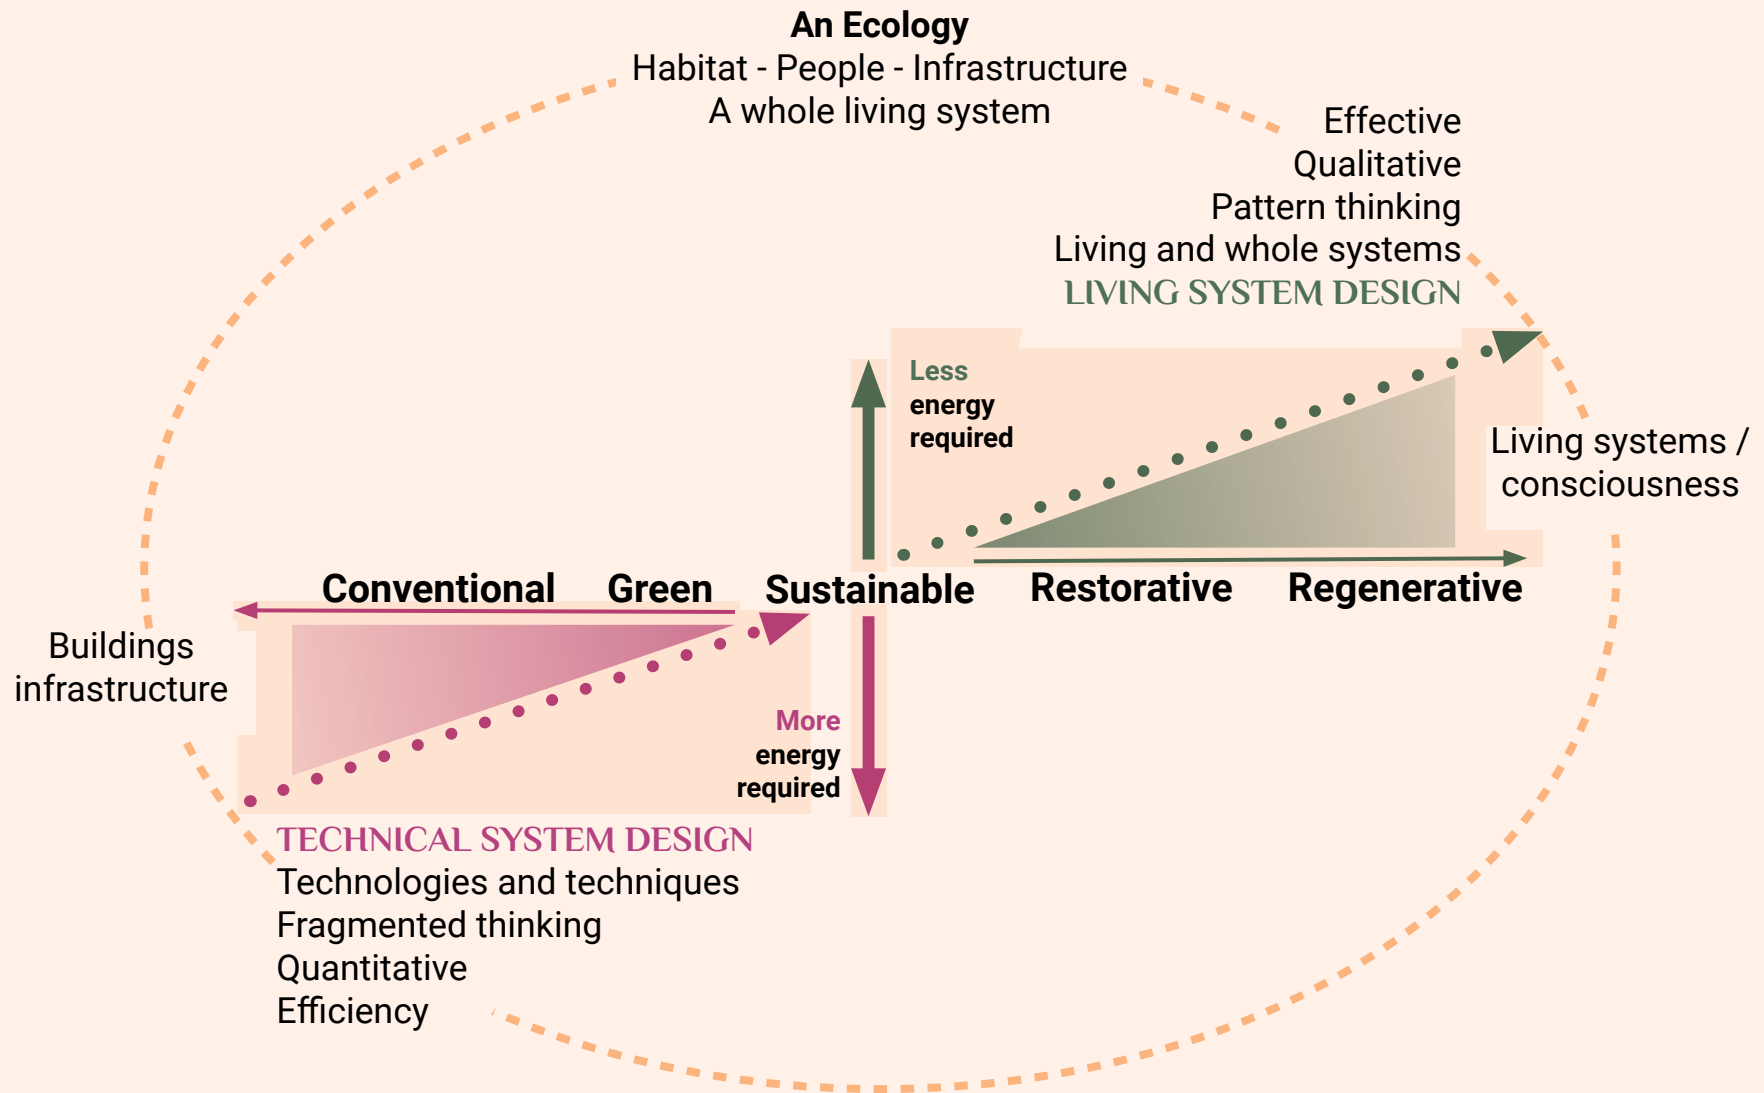 An Ecology
Habitat - People - Infrastructure
A whole living system
Effective
Qualitative
Pattern thinking
Living and whole systems
LIVING SYSTEM DESIGN
Less
energy
required
Living systems /
consciousness
Conventional Green Sustainable Restorative Regenerative
Buildings
infrastructure
More
energy
required
TECHNICAL SYSTEM DESIGN
Technologies and techniques
Fragmented thinking
Quantitative
Efficiency